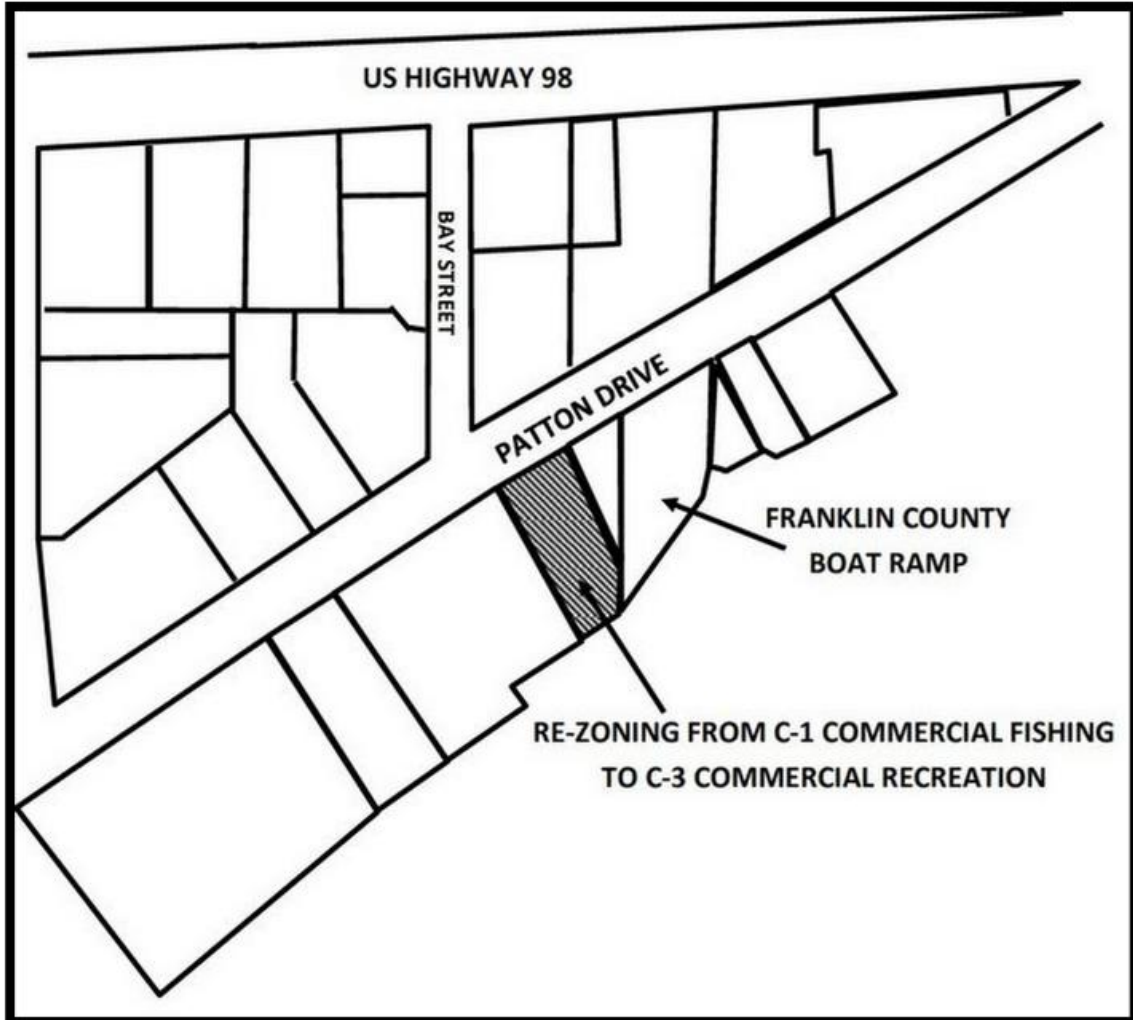 US HIGHWAY 98
BAY STREET
PATTON DRIVE
FRANKLIN COUNTY
BOAT RAMP
RE-ZONING FROM C-1 COMMERCIAL FISHING
TO C-3 COMMERCIAL RECREATION